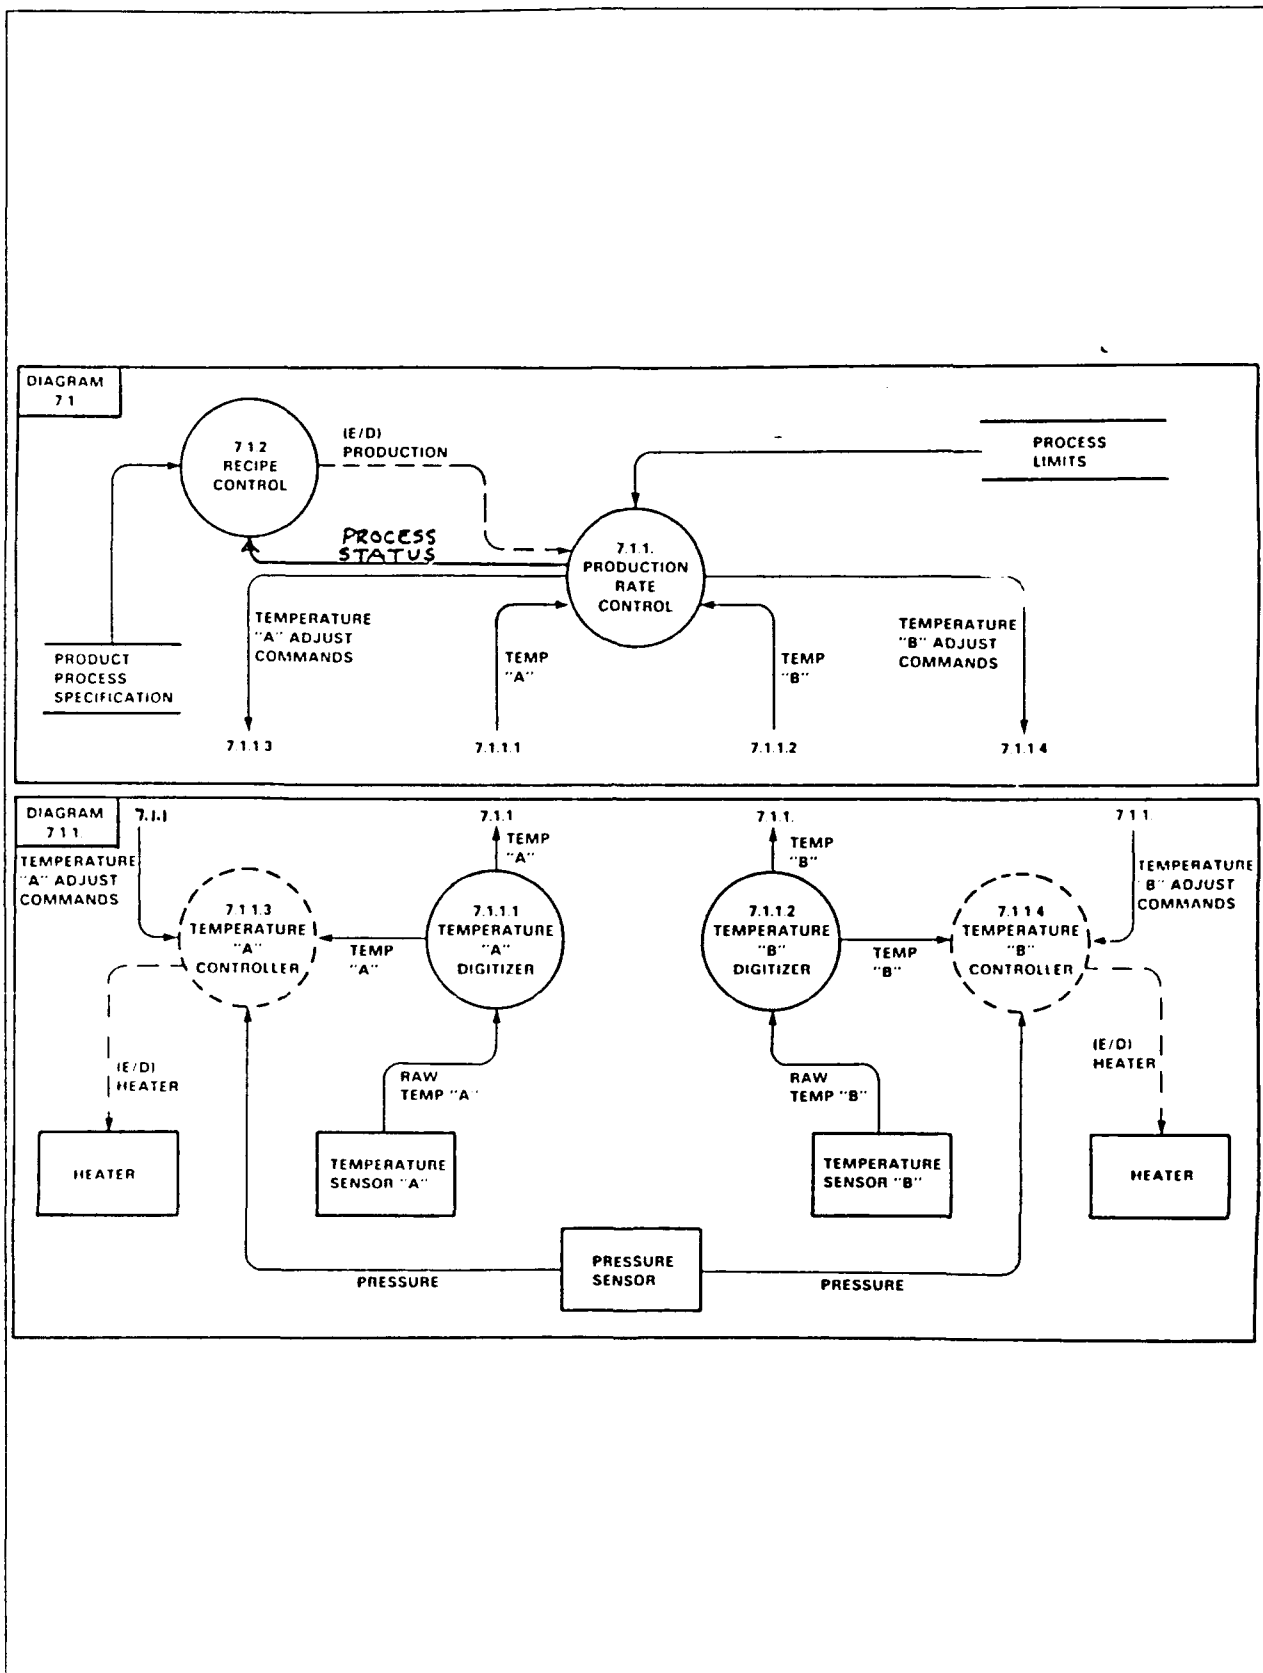 DIAGRAM
7.1
7.1.2
RECIPE
CONTROL
(E/D)
PRODUCTION
PROCESS
LIMITS
PROCESS
STATUS
7.1.1.
PRODUCTION
RATE
CONTROL
TEMPERATURE
"A" ADJUST
COMMANDS
TEMP
"A"
TEMP
"B"
TEMPERATURE
"B" ADJUST
COMMANDS
PRODUCT
PROCESS
SPECIFICATION
7.1.1.3
7.1.1.1
7.1.1.2
7.1.1.4
DIAGRAM
7.1.1.
7.1.1
7.1.1
7.1.1.
7.1.1.
TEMPERATURE
"A" ADJUST
COMMANDS
TEMP
"A"
TEMP
"B"
TEMPERATURE
"B" ADJUST
COMMANDS
7.1.1.3
TEMPERATURE
"A"
CONTROLLER
TEMP
"A"
7.1.1.1
TEMPERATURE
"A"
DIGITIZER
7.1.1.2
TEMPERATURE
"B"
DIGITIZER
TEMP
"B"
7.1.1.4
TEMPERATURE
"B"
CONTROLLER
(E/D)
HEATER
RAW
TEMP "A"
RAW
TEMP "B"
(E/D)
HEATER
HEATER
TEMPERATURE
SENSOR "A"
TEMPERATURE
SENSOR "B"
HEATER
PRESSURE
SENSOR
PRESSURE
PRESSURE